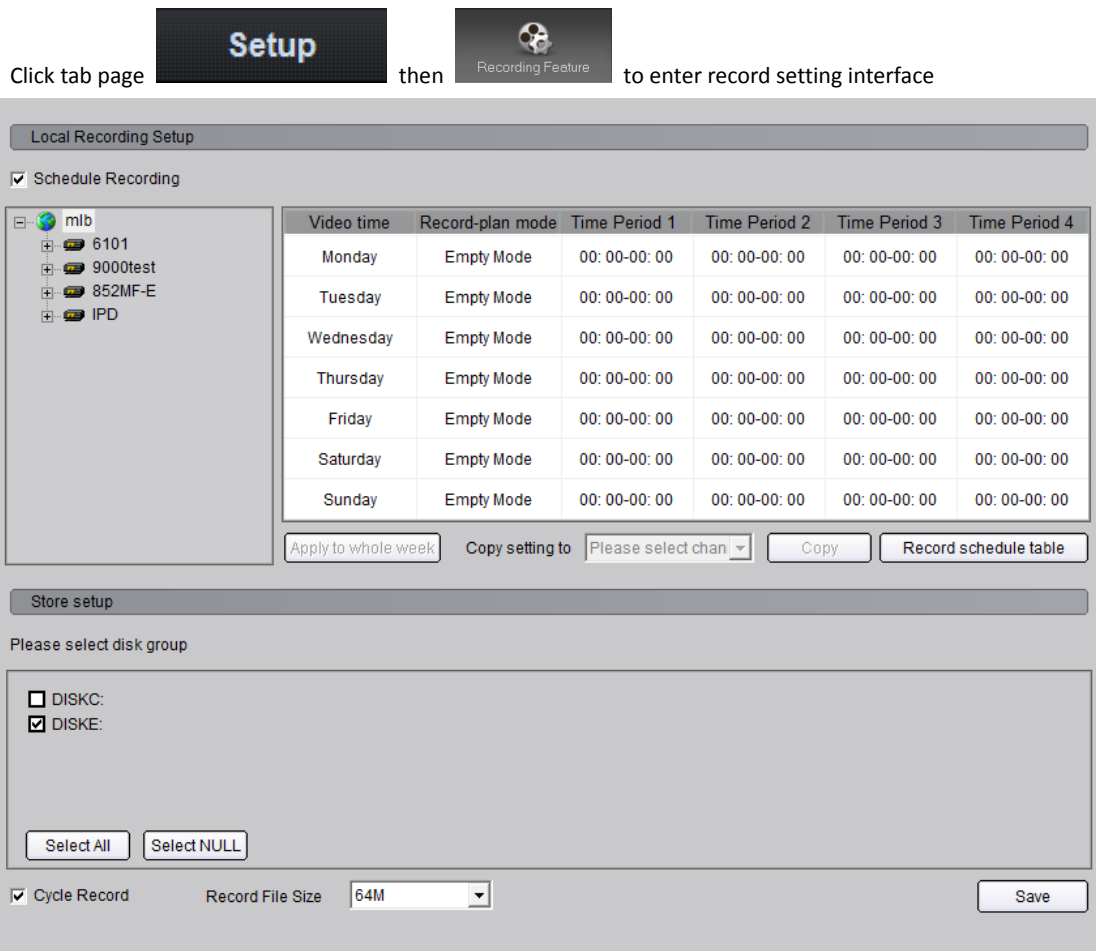 Click tab page Setup then Recording Feature to enter record setting interface
Local Recording Setup
Schedule Recording
mlb
6101
9000test
852MF-E
IPD
Video time Record-plan mode Time Period 1 Time Period 2 Time Period 3 Time Period 4
Monday Empty Mode 00: 00-00: 00 00: 00-00: 00 00: 00-00: 00 00: 00-00: 00
Tuesday Empty Mode 00: 00-00: 00 00: 00-00: 00 00: 00-00: 00 00: 00-00: 00
Wednesday Empty Mode 00: 00-00: 00 00: 00-00: 00 00: 00-00: 00 00: 00-00: 00
Thursday Empty Mode 00: 00-00: 00 00: 00-00: 00 00: 00-00: 00 00: 00-00: 00
Friday Empty Mode 00: 00-00: 00 00: 00-00: 00 00: 00-00: 00 00: 00-00: 00
Saturday Empty Mode 00: 00-00: 00 00: 00-00: 00 00: 00-00: 00 00: 00-00: 00
Sunday Empty Mode 00: 00-00: 00 00: 00-00: 00 00: 00-00: 00 00: 00-00: 00
Apply to whole week Copy setting to Please select chan Copy Record schedule table
Store setup
Please select disk group
DISKC:
DISKE:
Select All Select NULL
Cycle Record Record File Size 64M Save